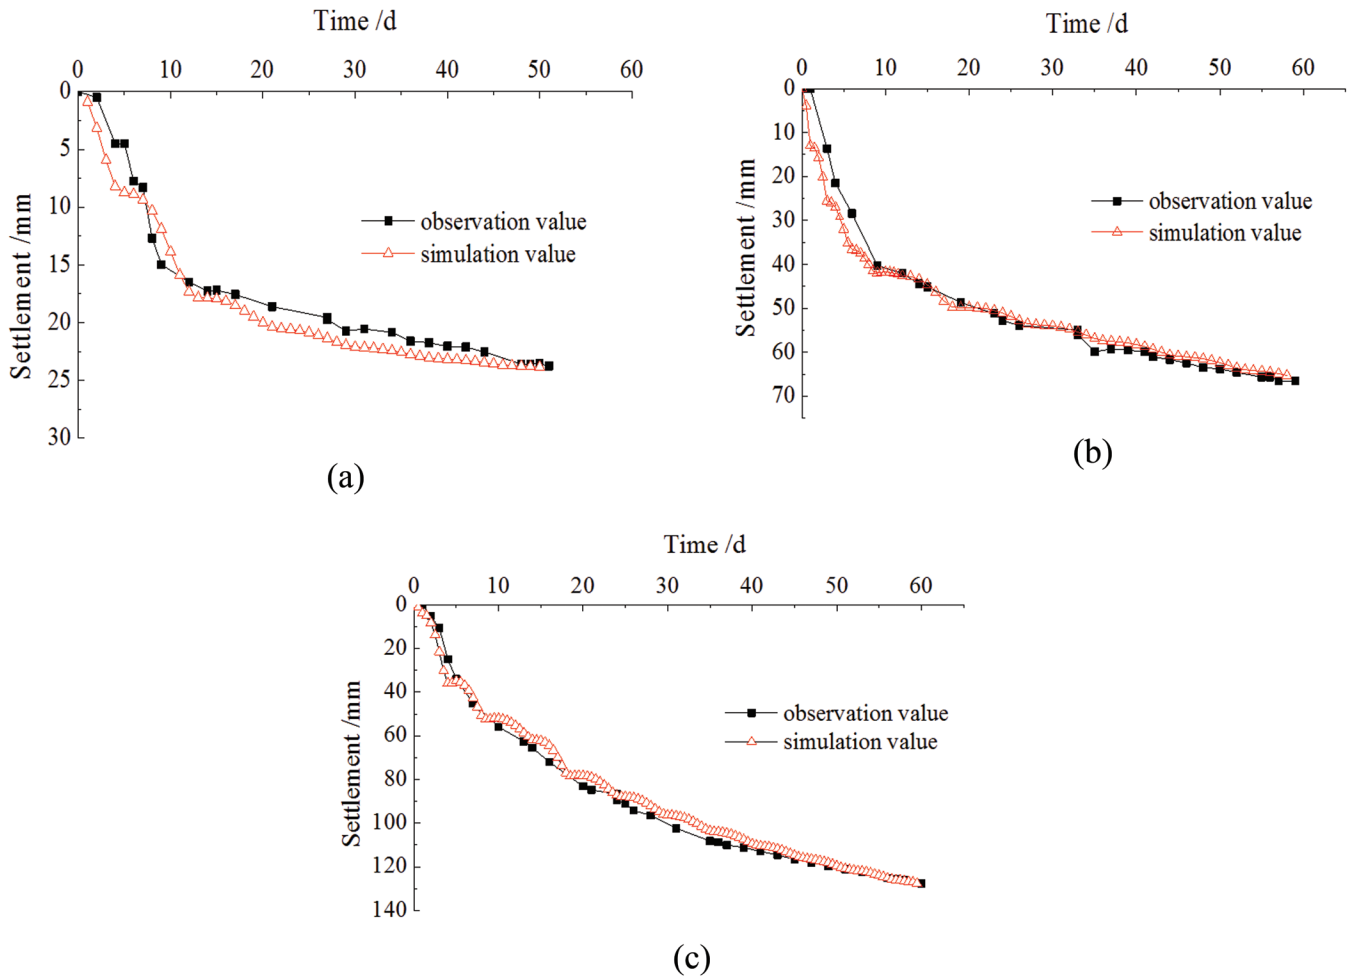 Time /d
0 10 20 30 40 50 60
0
5
10
15
20
25
30
Settlement /mm
observation value
simulation value
(a)
Time /d
0 10 20 30 40 50 60
0
10
20
30
40
50
60
70
Settlement /mm
observation value
simulation value
(b)
Time /d
0 10 20 30 40 50 60
0
20
40
60
80
100
120
140
Settlement /mm
observation value
simulation value
(c)